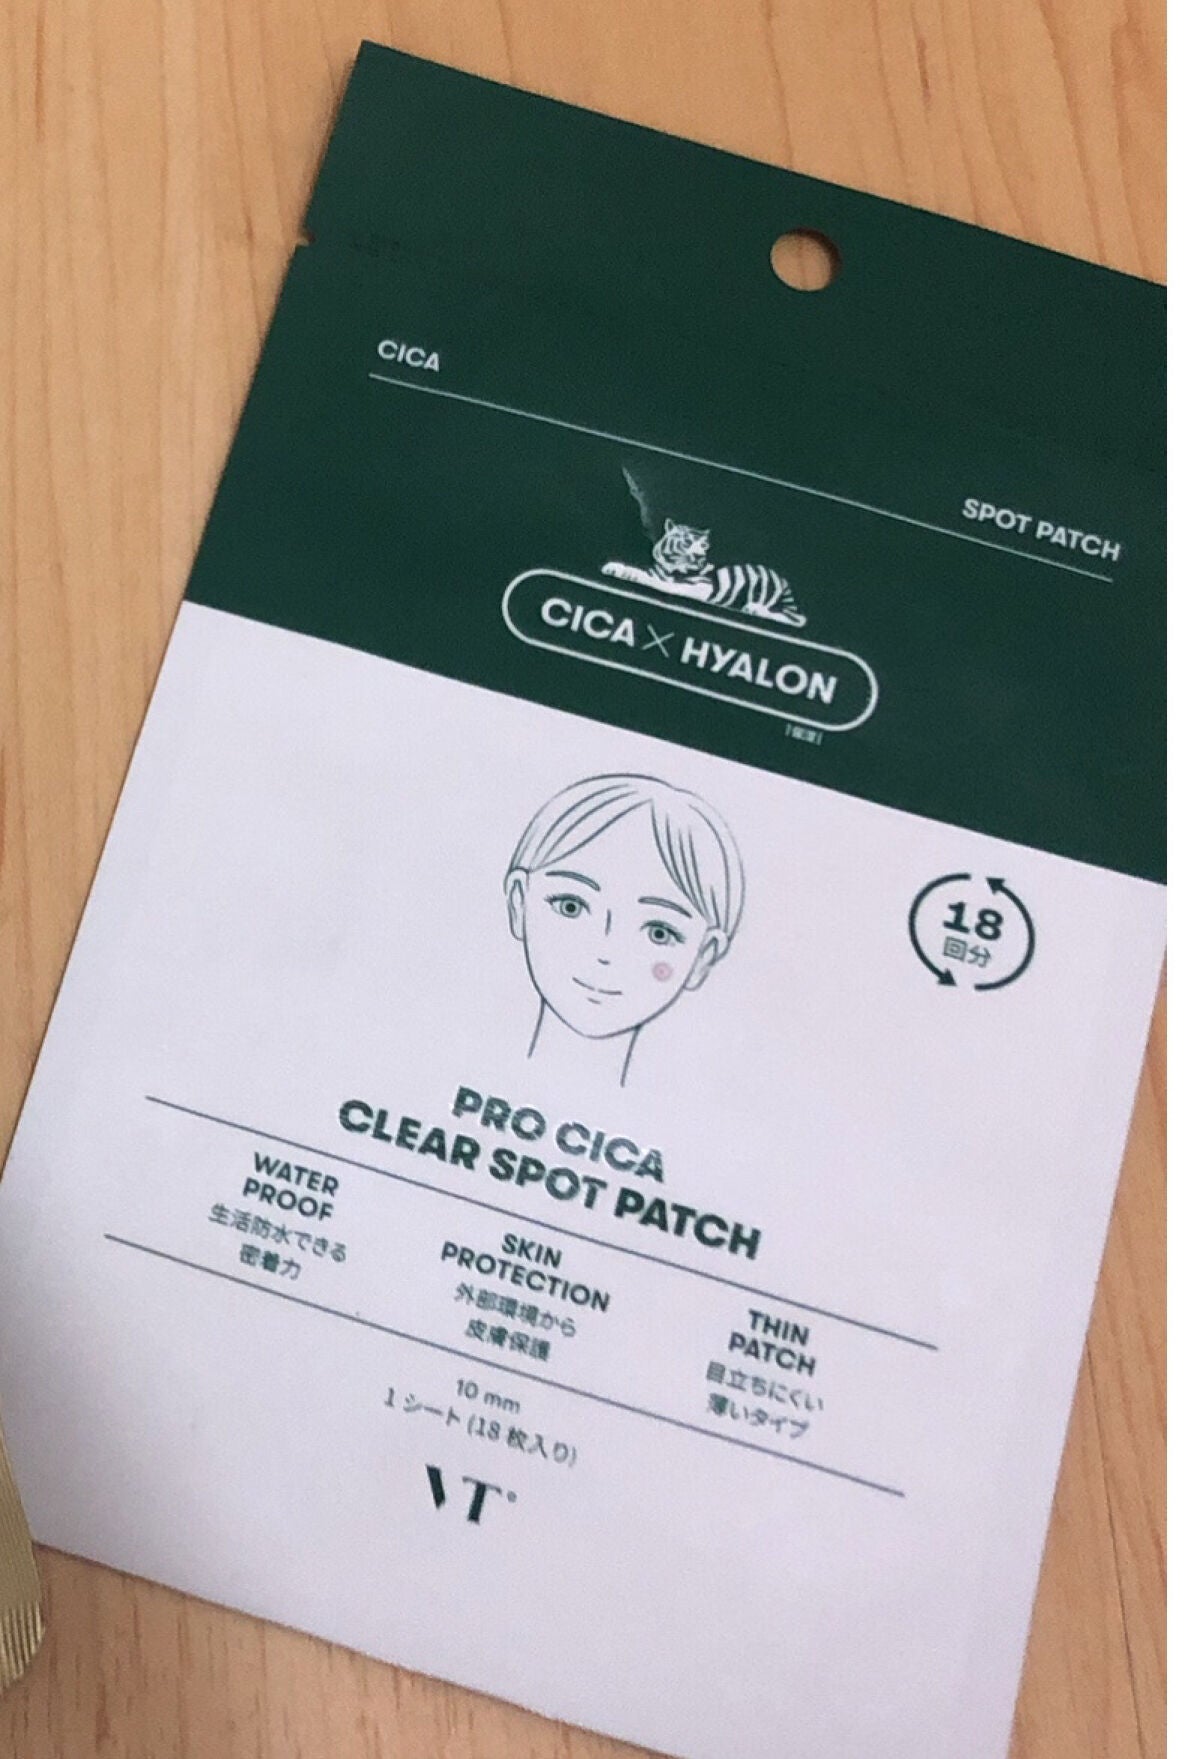 CICA
SPOT PATCH
CICA×HYALON
18
回分
PRO CICA
CLEAR SPOT PATCH
WATER
PROOF
生活防水できる
密着力
SKIN
PROTECTION
外部環境から
皮膚保護
THIN
PATCH
目立ちにくい
薄いタイプ
10 mm
1 シート (18 枚入り)
VT